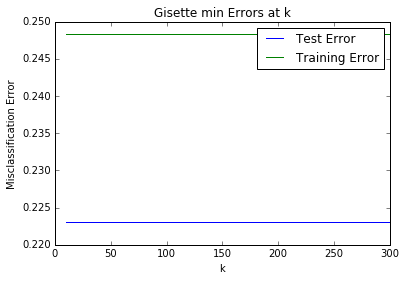 Gisette min Errors at k
Test Error
Training Error
0.250
0.245
0.240
0.235
0.230
0.225
0.220
Misclassification Error
0 50 100 150 200 250 300
k